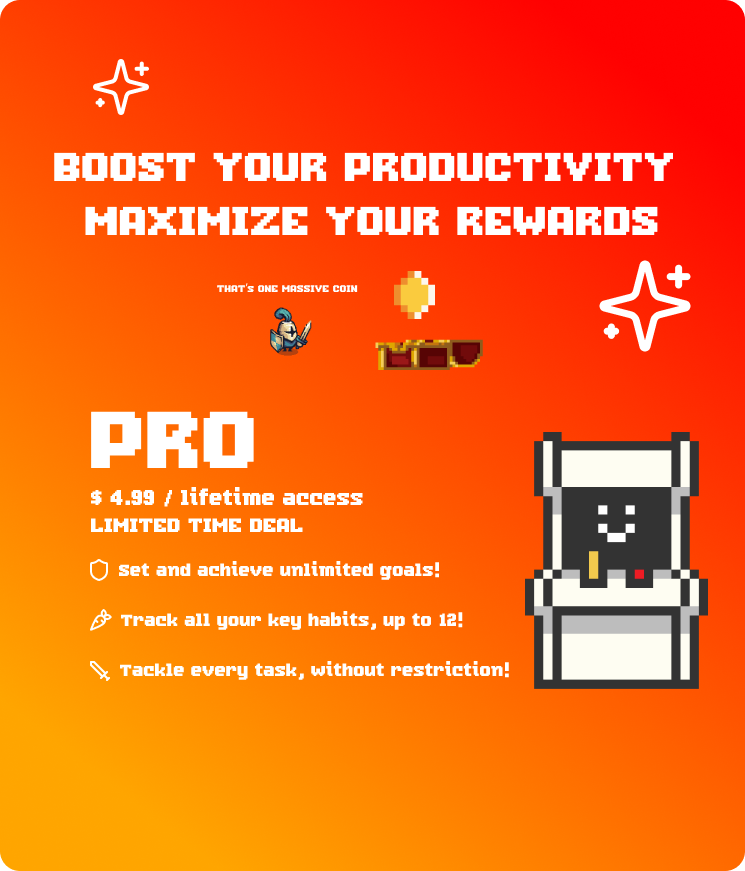 BOOST YOUR PRODUCTIVITY
MAXIMIZE YOUR REWARDS
THAT'S ONE MASSIVE COIN
PRO
$ 4.99 / lifetime access
LIMITED TIME DEAL
Set and achieve unlimited goals!
Track all your key habits, up to 12!
Tackle every task, without restriction!